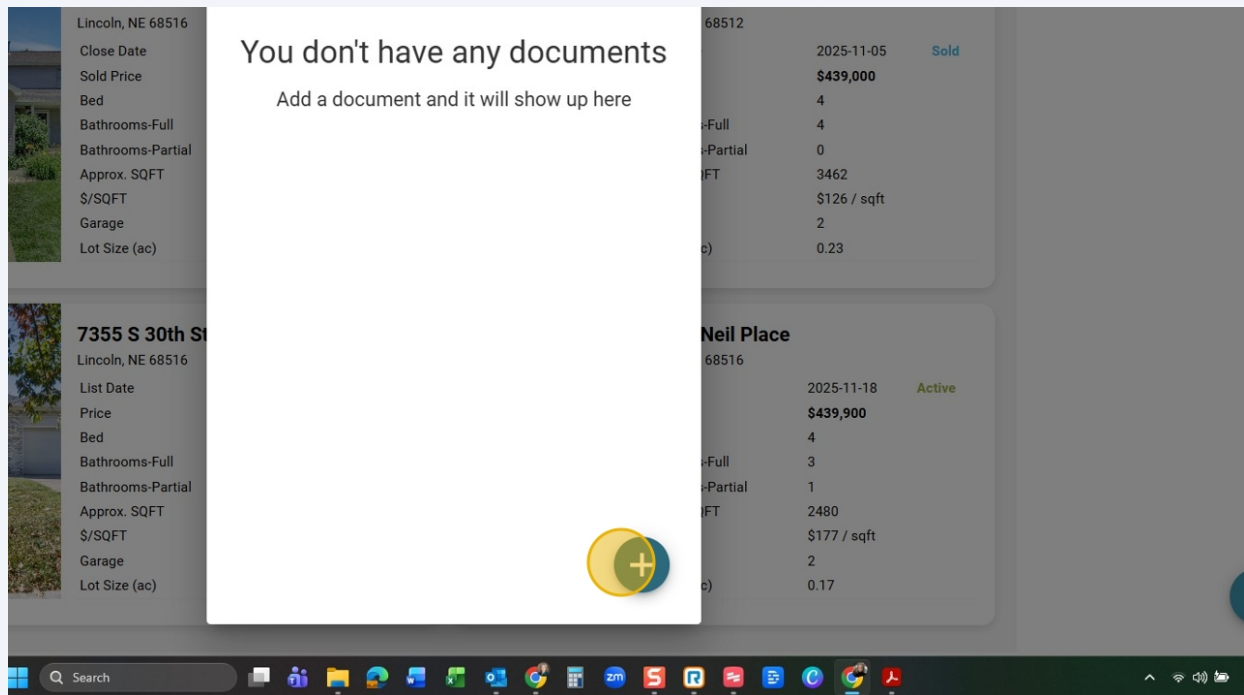 Lincoln, NE 68516
Close Date
Sold Price
Bed
Bathrooms-Full
Bathrooms-Partial
Approx. SQFT
$/SQFT
Garage
Lot Size (ac)
You don't have any documents
Add a document and it will show up here
68512
2025-11-05 Sold
$439,000
4
-Full 4
-Partial 0
FT 3462
$126 / sqft
2
c) 0.23
7355 S 30th St
Lincoln, NE 68516
List Date
Price
Bed
Bathrooms-Full
Bathrooms-Partial
Approx. SQFT
$/SQFT
Garage
Lot Size (ac)
Neil Place
68516
2025-11-18 Active
$439,900
4
-Full 3
-Partial 1
FT 2480
$177 / sqft
2
c) 0.17
Search
zm